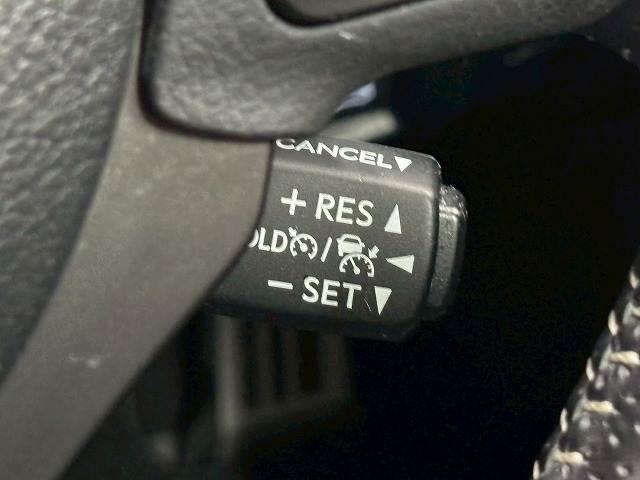 CANCEL▼
+ RES ▲
OLD / ◀
− SET ▼